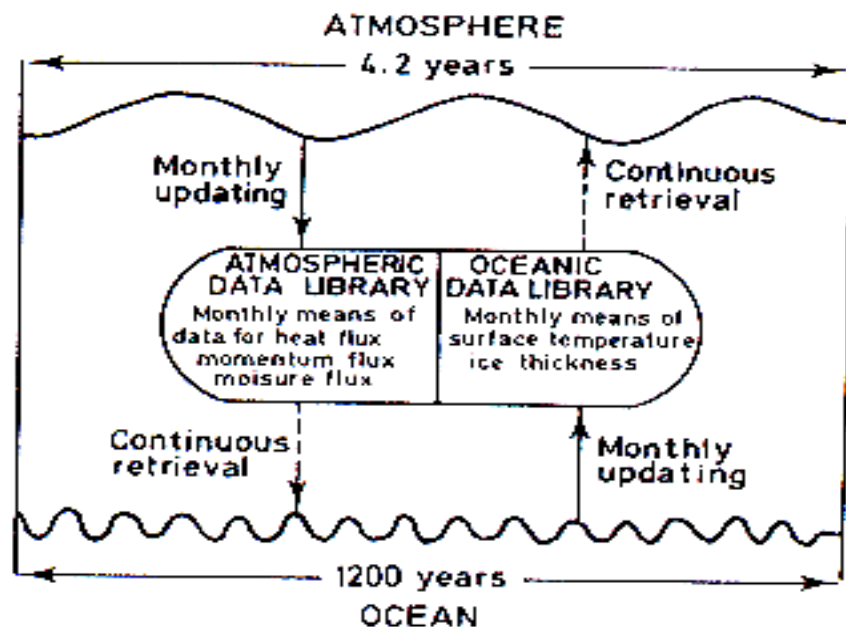 ATMOSPHERE
4.2 years
Monthly
updating
Continuous
retrieval
ATMOSPHERIC
DATA LIBRARY
Monthly means of
data for heat flux
momentum flux
moisure flux
OCEANIC
DATA LIBRARY
Monthly means of
surface temperature
ice thickness
Continuous
retrieval
Monthly
updating
1200 years
OCEAN